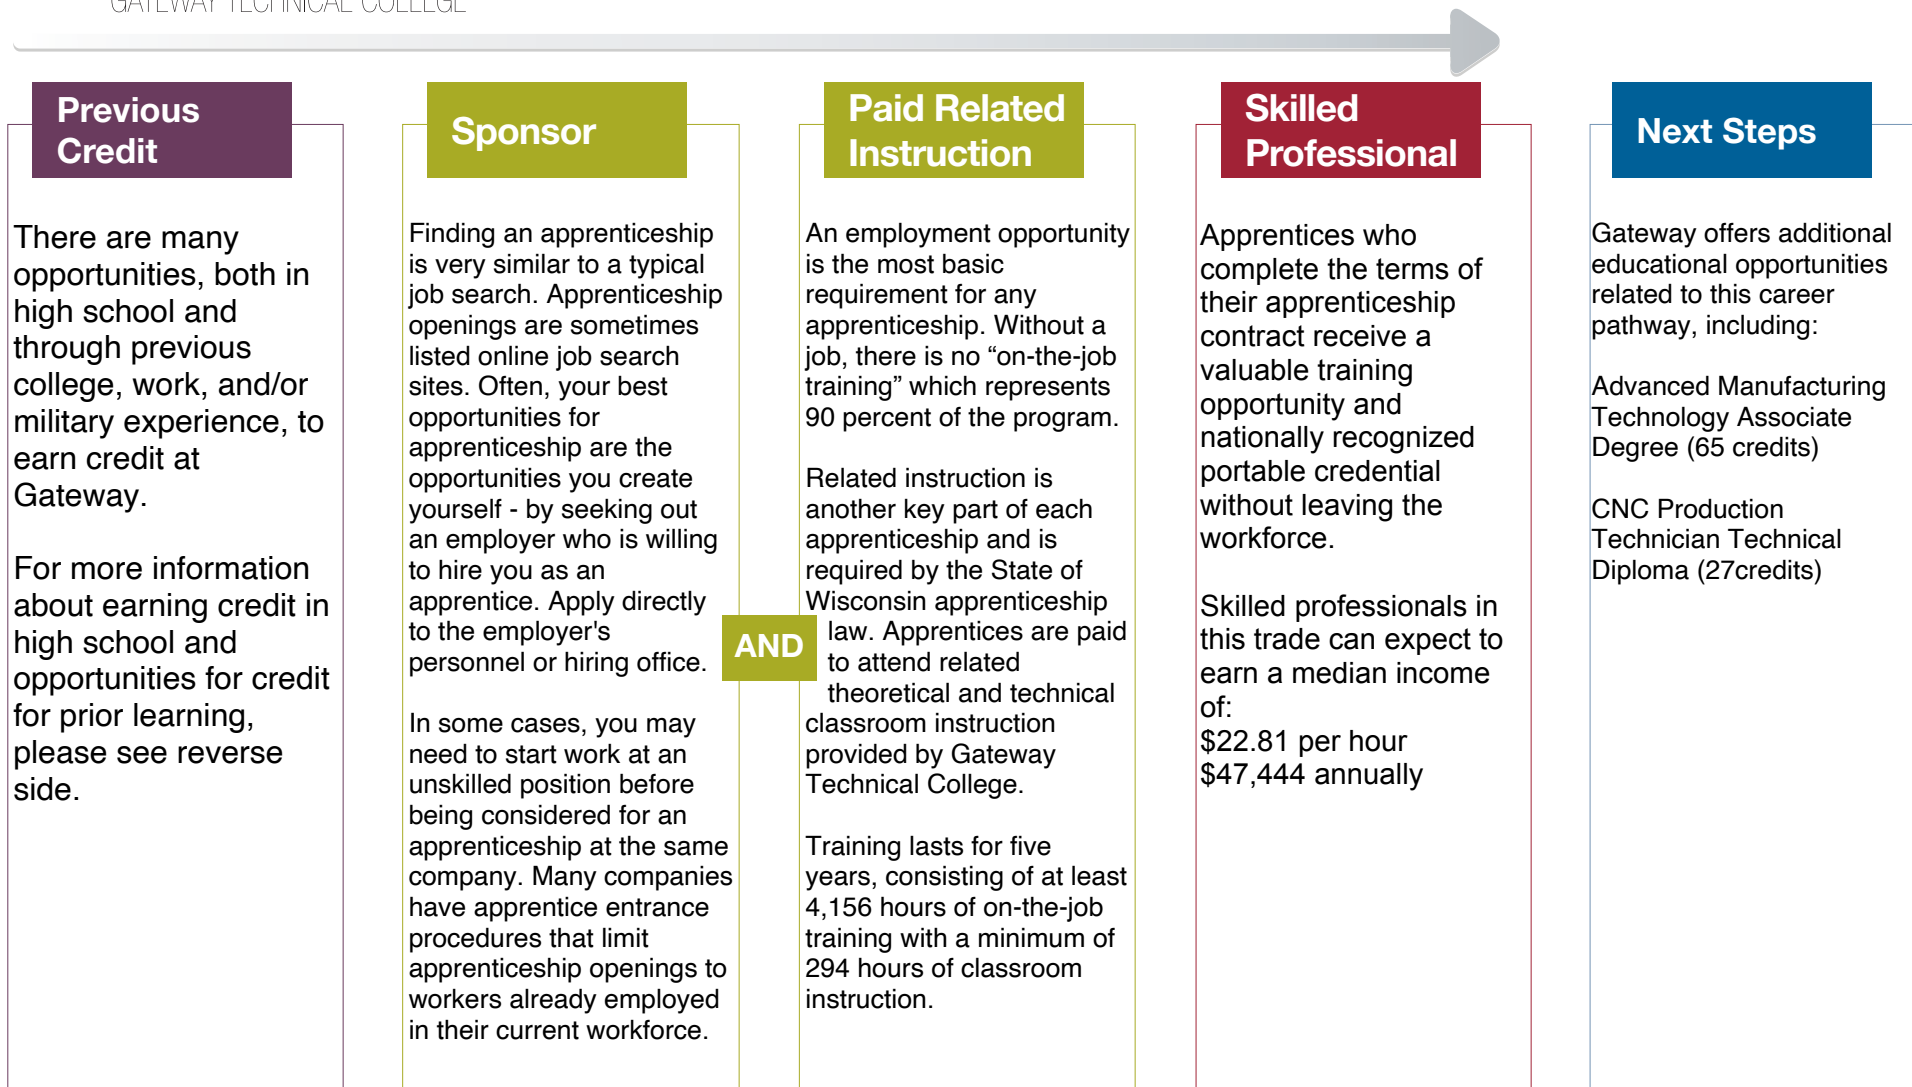 GATEWAY TECHNICAL COLLEGE
Previous
Credit
There are many
opportunities, both in
high school and
through previous
college, work, and/or
military experience, to
earn credit at
Gateway.
For more information
about earning credit in
high school and
opportunities for credit
for prior learning,
please see reverse
side.
Sponsor
Finding an apprenticeship
is very similar to a typical
job search. Apprenticeship
openings are sometimes
listed online job search
sites. Often, your best
opportunities for
apprenticeship are the
opportunities you create
yourself - by seeking out
an employer who is willing
to hire you as an
apprentice. Apply directly
to the employer's
personnel or hiring office.
In some cases, you may
need to start work at an
unskilled position before
being considered for an
apprenticeship at the same
company. Many companies
have apprentice entrance
procedures that limit
apprenticeship openings to
workers already employed
in their current workforce.
AND
Paid Related
Instruction
An employment opportunity
is the most basic
requirement for any
apprenticeship. Without a
job, there is no “on-the-job
training” which represents
90 percent of the program.
Related instruction is
another key part of each
apprenticeship and is
required by the State of
Wisconsin apprenticeship
law. Apprentices are paid
to attend related
theoretical and technical
classroom instruction
provided by Gateway
Technical College.
Training lasts for five
years, consisting of at least
4,156 hours of on-the-job
training with a minimum of
294 hours of classroom
instruction.
Skilled
Professional
Apprentices who
complete the terms of
their apprenticeship
contract receive a
valuable training
opportunity and
nationally recognized
portable credential
without leaving the
workforce.
Skilled professionals in
this trade can expect to
earn a median income
of:
$22.81 per hour
$47,444 annually
Next Steps
Gateway offers additional
educational opportunities
related to this career
pathway, including:
Advanced Manufacturing
Technology Associate
Degree (65 credits)
CNC Production
Technician Technical
Diploma (27credits)